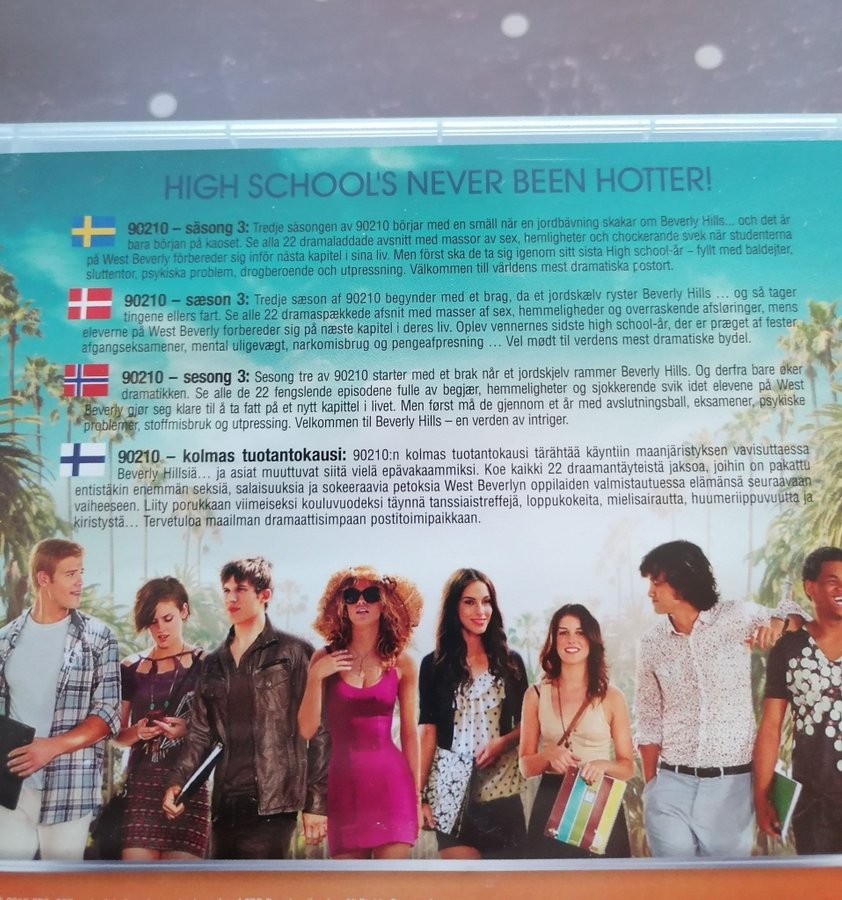 HIGH SCHOOL'S NEVER BEEN HOTTER!
90210 – säsong 3: Tredje säsongen av 90210 börjar med en smäll när en jordbävning skakar om Beverly Hills... och det är
bara början på kaoset. Se alla 22 dramaladdade avsnitt med massor av sex, hemligheter och chockerande svek när studenterna
på West Beverly förbereder sig inför nästa kapitel i sina liv. Men först ska de ta sig igenom sitt sista High school-år – fyllt med baldejter,
sluttentor, psykiska problem, drogberoende och utpressning. Välkommen till världens mest dramatiska postort.
90210 – sæson 3: Tredje sæson af 90210 begynder med et brag, da et jordskælv ryster Beverly Hills ... og så tager
tingene ellers fart. Se alle 22 dramaspækkede afsnit med masser af sex, hemmeligheder og overraskende afsløringer, mens
eleverne på West Beverly forbereder sig på næste kapitel i deres liv. Oplev vennernes sidste high school-år, der er præget af fester,
afgangseksamener, mental uligevægt, narkomisbrug og pengeafpresning ... Vel mødt til verdens mest dramatiske bydel.
90210 – sesong 3: Sesong tre av 90210 starter med et brak når et jordskjelv rammer Beverly Hills. Og derfra bare øker
dramatikken. Se alle de 22 fengslende episodene fulle av begjær, hemmeligheter og sjokkerende svik idet elevene på West
Beverly gjør seg klare til å ta fatt på et nytt kapittel i livet. Men først må de gjennom et år med avslutningsball, eksamener, psykiske
problemer, stoffmisbruk og utpressing. Velkommen til Beverly Hills – en verden av intriger.
90210 – kolmas tuotantokausi: 90210:n kolmas tuotantokausi tärähtää käyntiin maanjäristyksen vavisuttaessa
Beverly Hillsiä... ja asiat muuttuvat siitä vielä epävakaammiksi. Koe kaikki 22 draamantäyteistä jaksoa, joihin on pakattu
entistäkin enemmän seksiä, salaisuuksia ja sokeeraavia petoksia West Beverlyn oppilaiden valmistautuessa elämänsä seuraavaan
vaiheeseen. Liity porukkaan viimeiseksi kouluvuodeksi täynnä tanssiaistreffejä, loppukokeita, mielisairautta, huumeriippuvuutta ja
kiristystä... Tervetuloa maailman dramaattisimpaan postitoimipaikkaan.